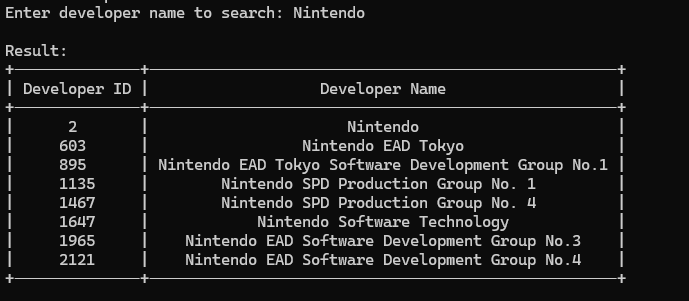 Enter developer name to search: Nintendo
Result:
+--------------+----------------------------------------------------+
| Developer ID |                   Developer Name                   |
+--------------+----------------------------------------------------+
|      2       |                      Nintendo                      |
|     603      |                 Nintendo EAD Tokyo                 |
|     895      | Nintendo EAD Tokyo Software Development Group No.1 |
|     1135     |       Nintendo SPD Production Group No. 1          |
|     1467     |       Nintendo SPD Production Group No. 4          |
|     1647     |           Nintendo Software Technology             |
|     1965     |    Nintendo EAD Software Development Group No.3    |
|     2121     |    Nintendo EAD Software Development Group No.4    |
+--------------+----------------------------------------------------+